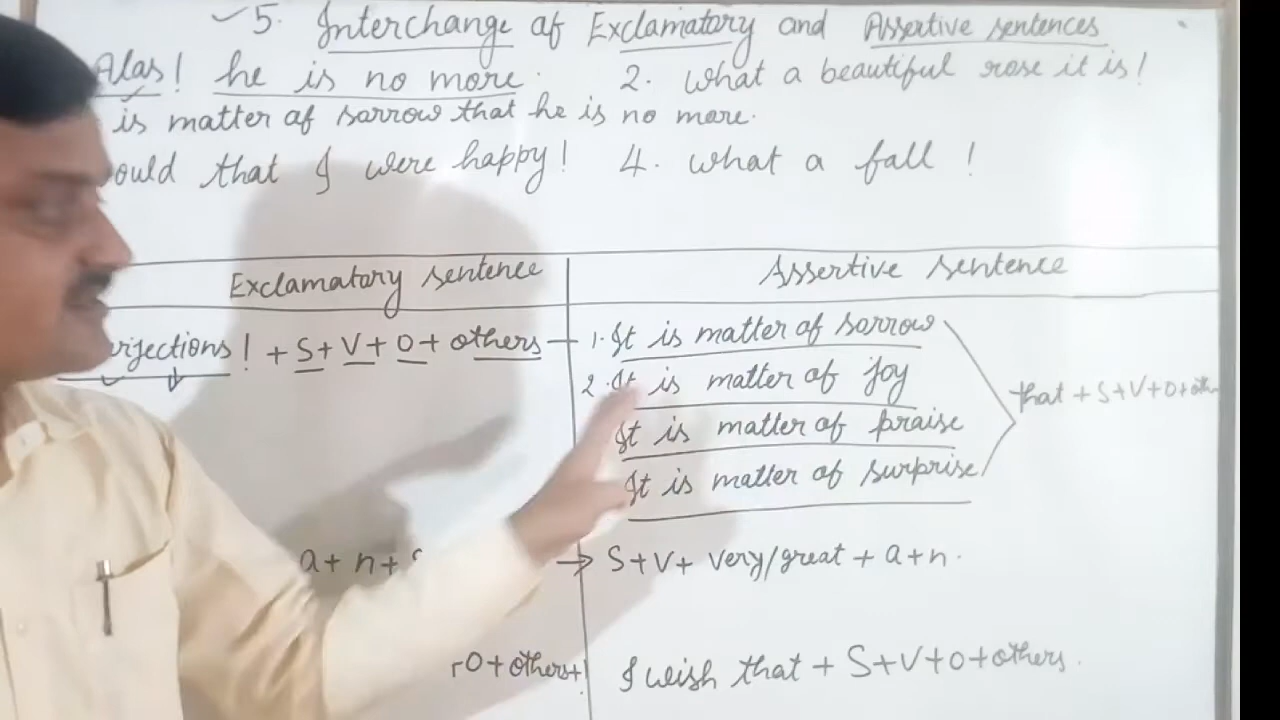 5. Interchange of Exclamatory and Assertive sentences
Alas! he is no more. 2. What a beautiful rose it is!
is matter of sorrow that he is no more.
ould that I were happy! 4. What a fall !
Exclamatory sentence Assertive sentence
rjections! + S+V+O+ others 1. It is matter of sorrow
2. It is matter of joy that + S+V+O+oth
It is matter of praise
It is matter of surprise
a+n+ → S+V+ very/great + a+n.
O+others+ I wish that + S+V+O+others.